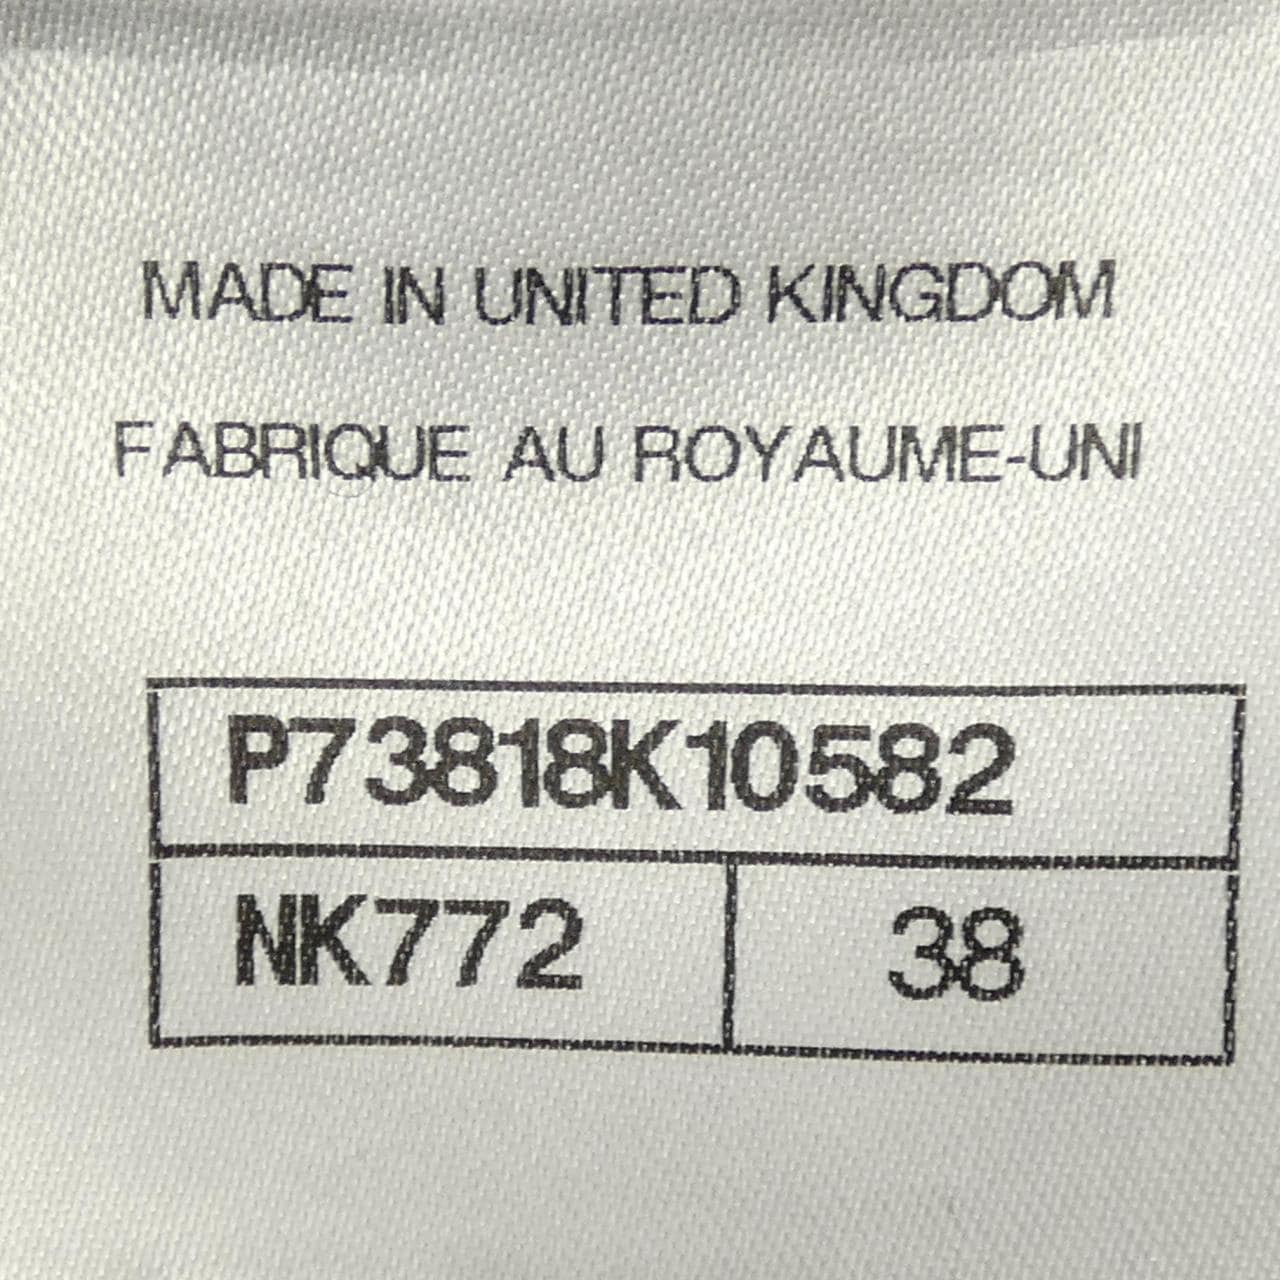 MADE IN UNITED KINGDOM
FABRIQUE AU ROYAUME-UNI
P73818K10582
NK772 38